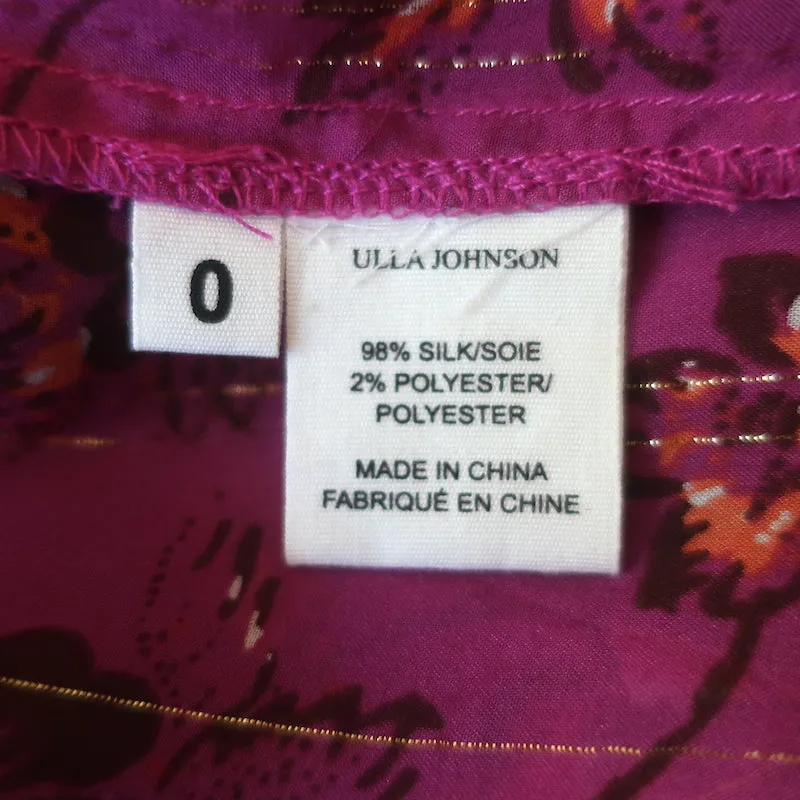 0
ULLA JOHNSON
98% SILK/SOIE
2% POLYESTER/
POLYESTER
MADE IN CHINA
FABRIQUÉ EN CHINE